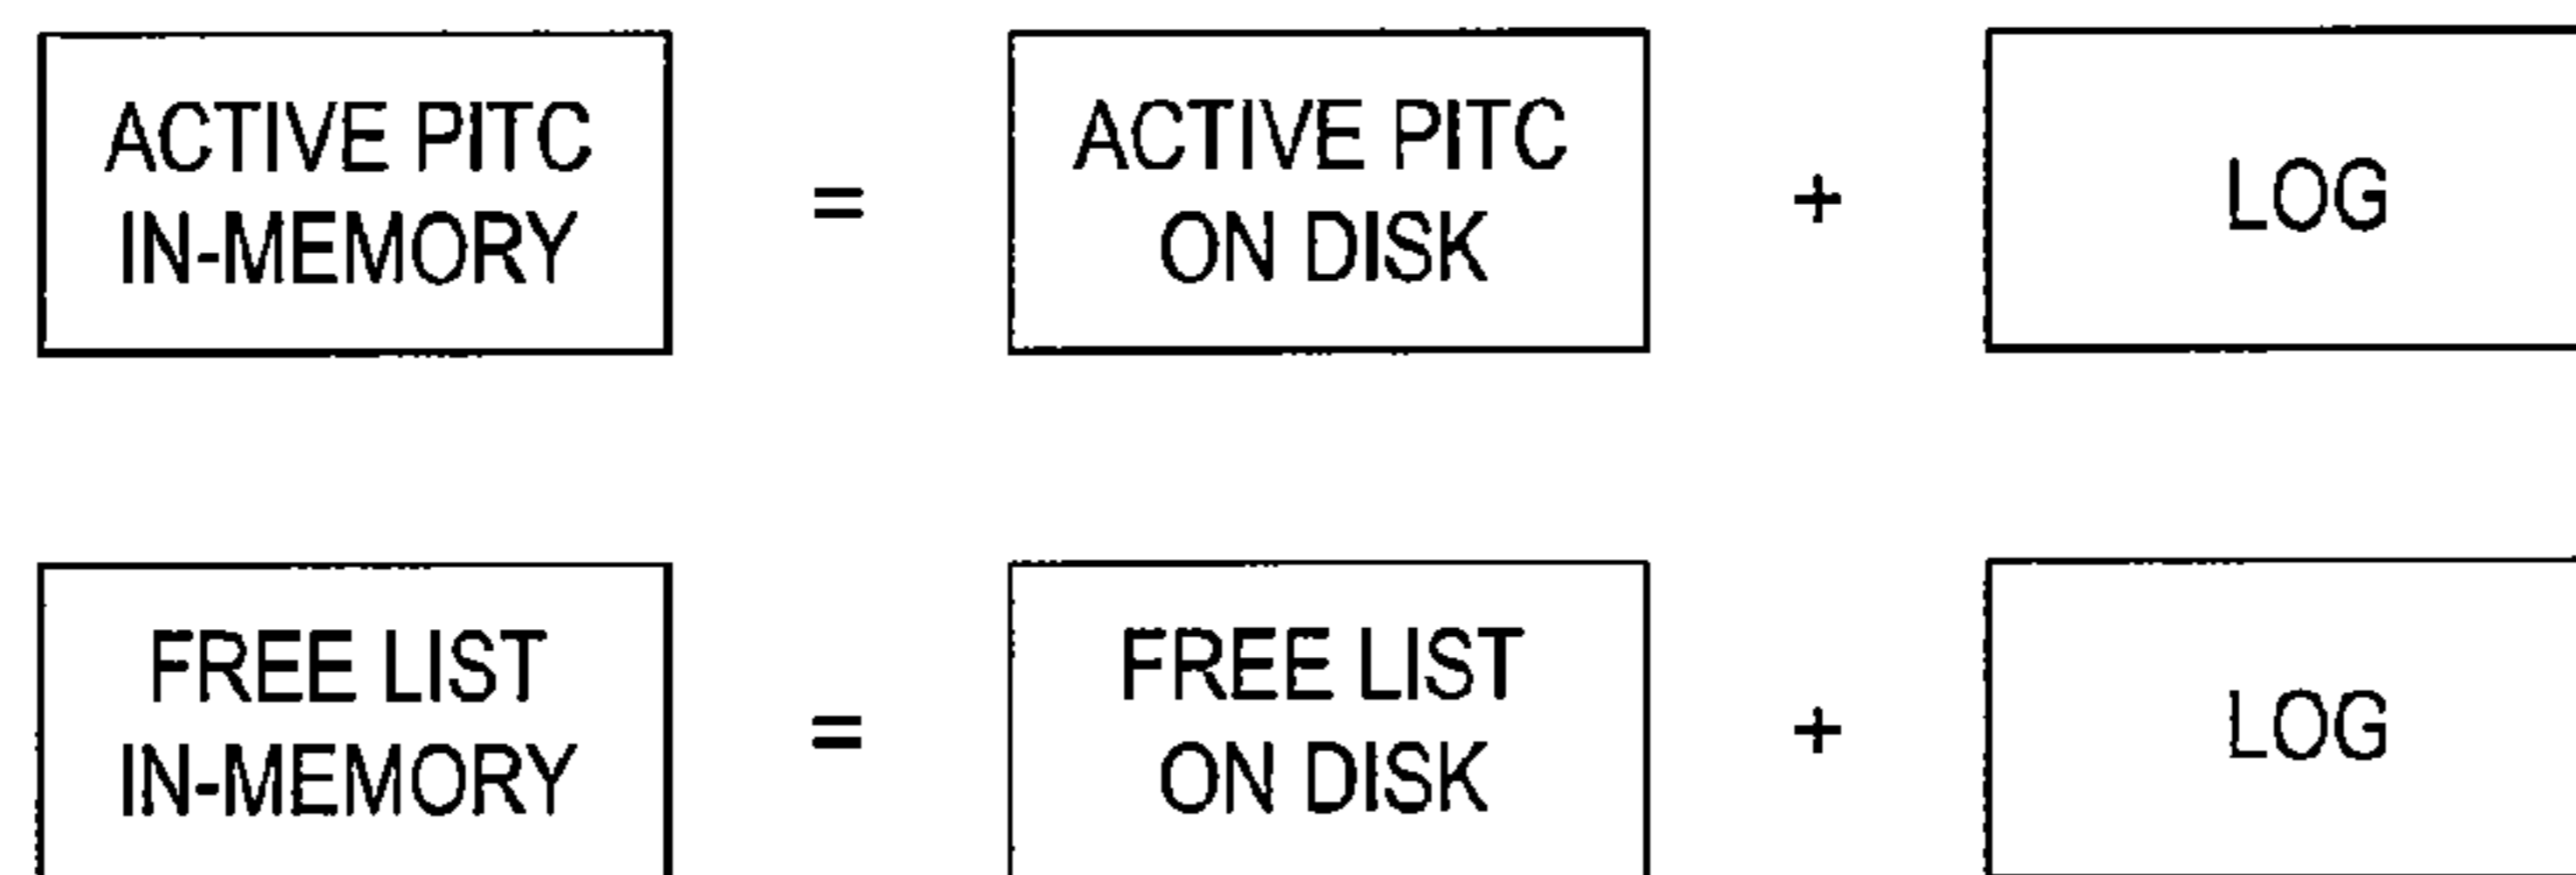 ACTIVE PITC
IN-MEMORY
=
ACTIVE PITC
ON DISK
+
LOG
FREE LIST
IN-MEMORY
=
FREE LIST
ON DISK
+
LOG